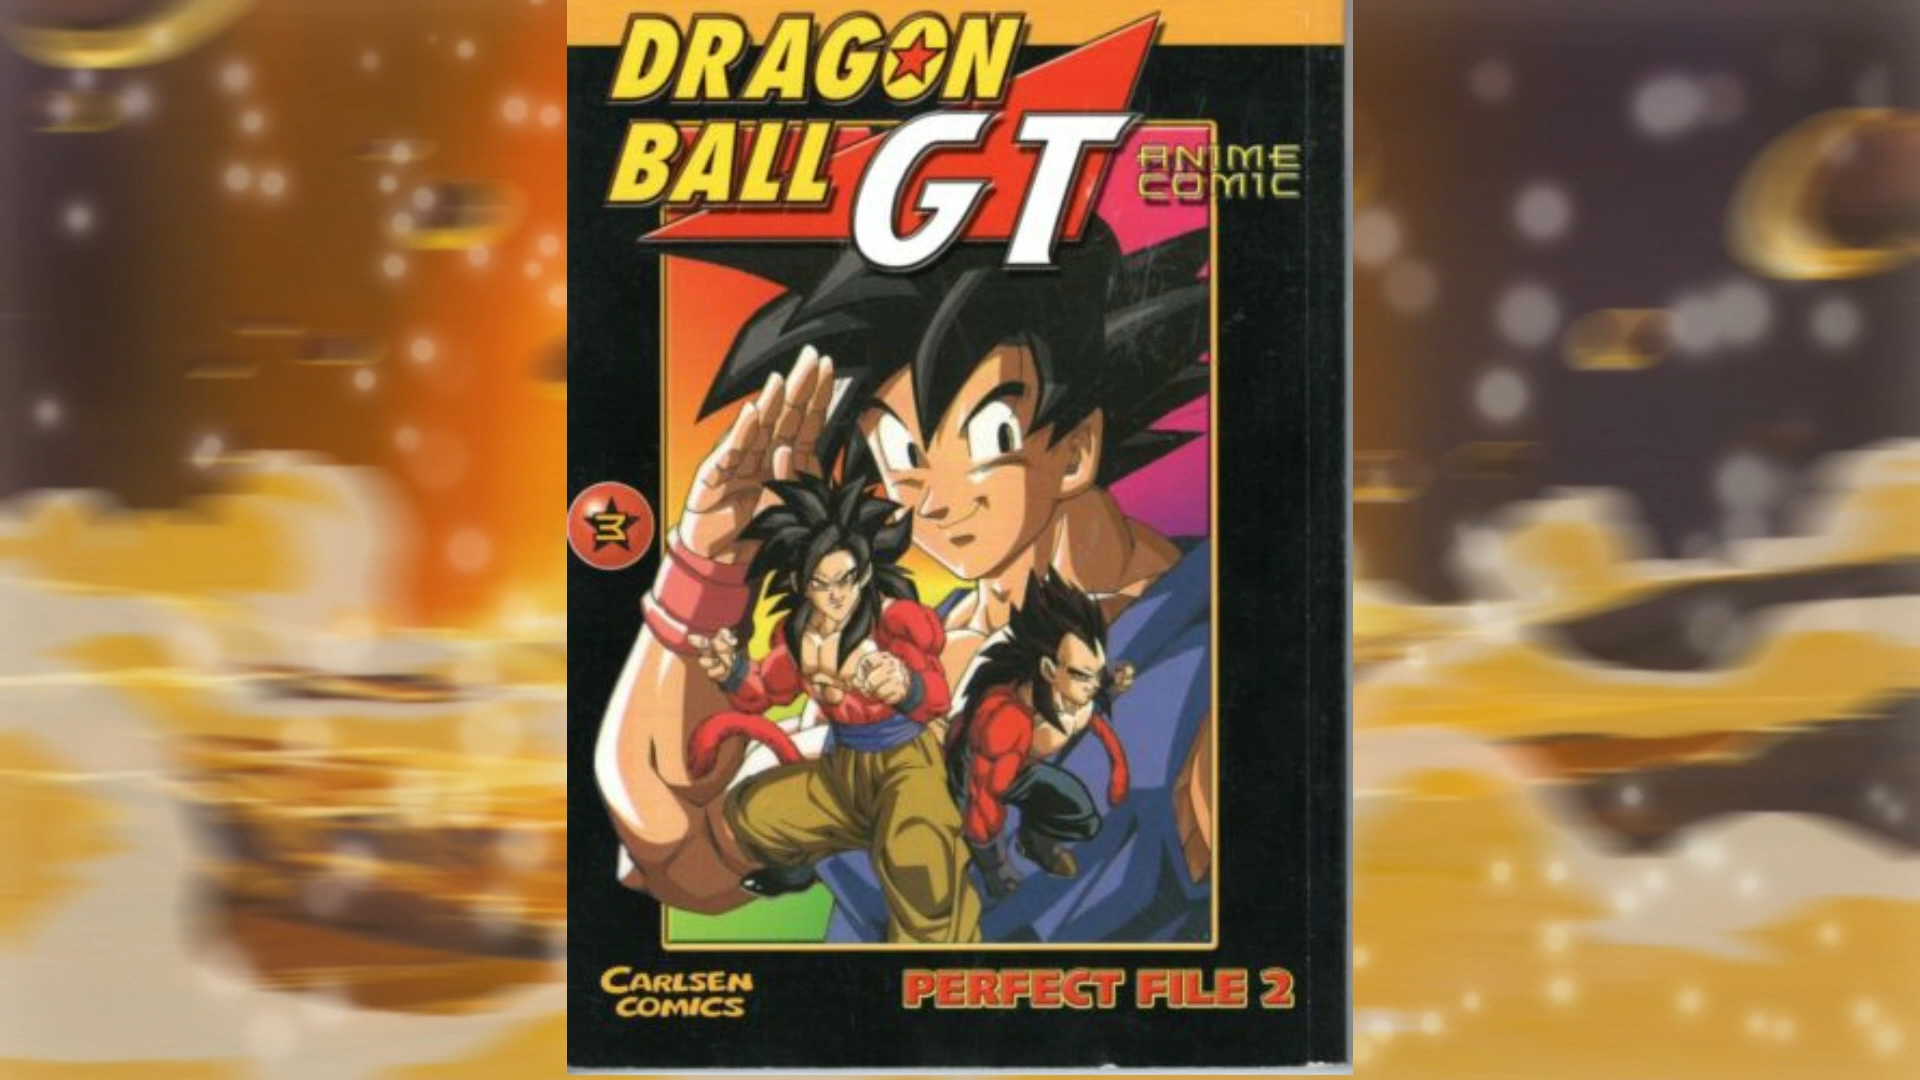 DRAGON
BALL GT
ANIME
COMIC
3
CARLSEN
COMICS
PERFECT FILE 2